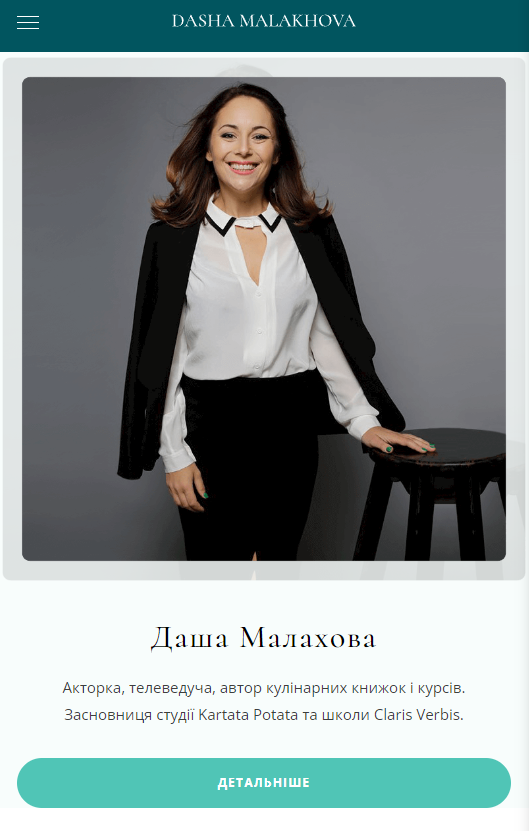 DASHA MALAKHOVA
Даша Малахова
Акторка, телеведуча, автор кулінарних книжок і курсів.
Засновниця студії Kartata Potata та школи Claris Verbis.
ДЕТАЛЬНІШЕ